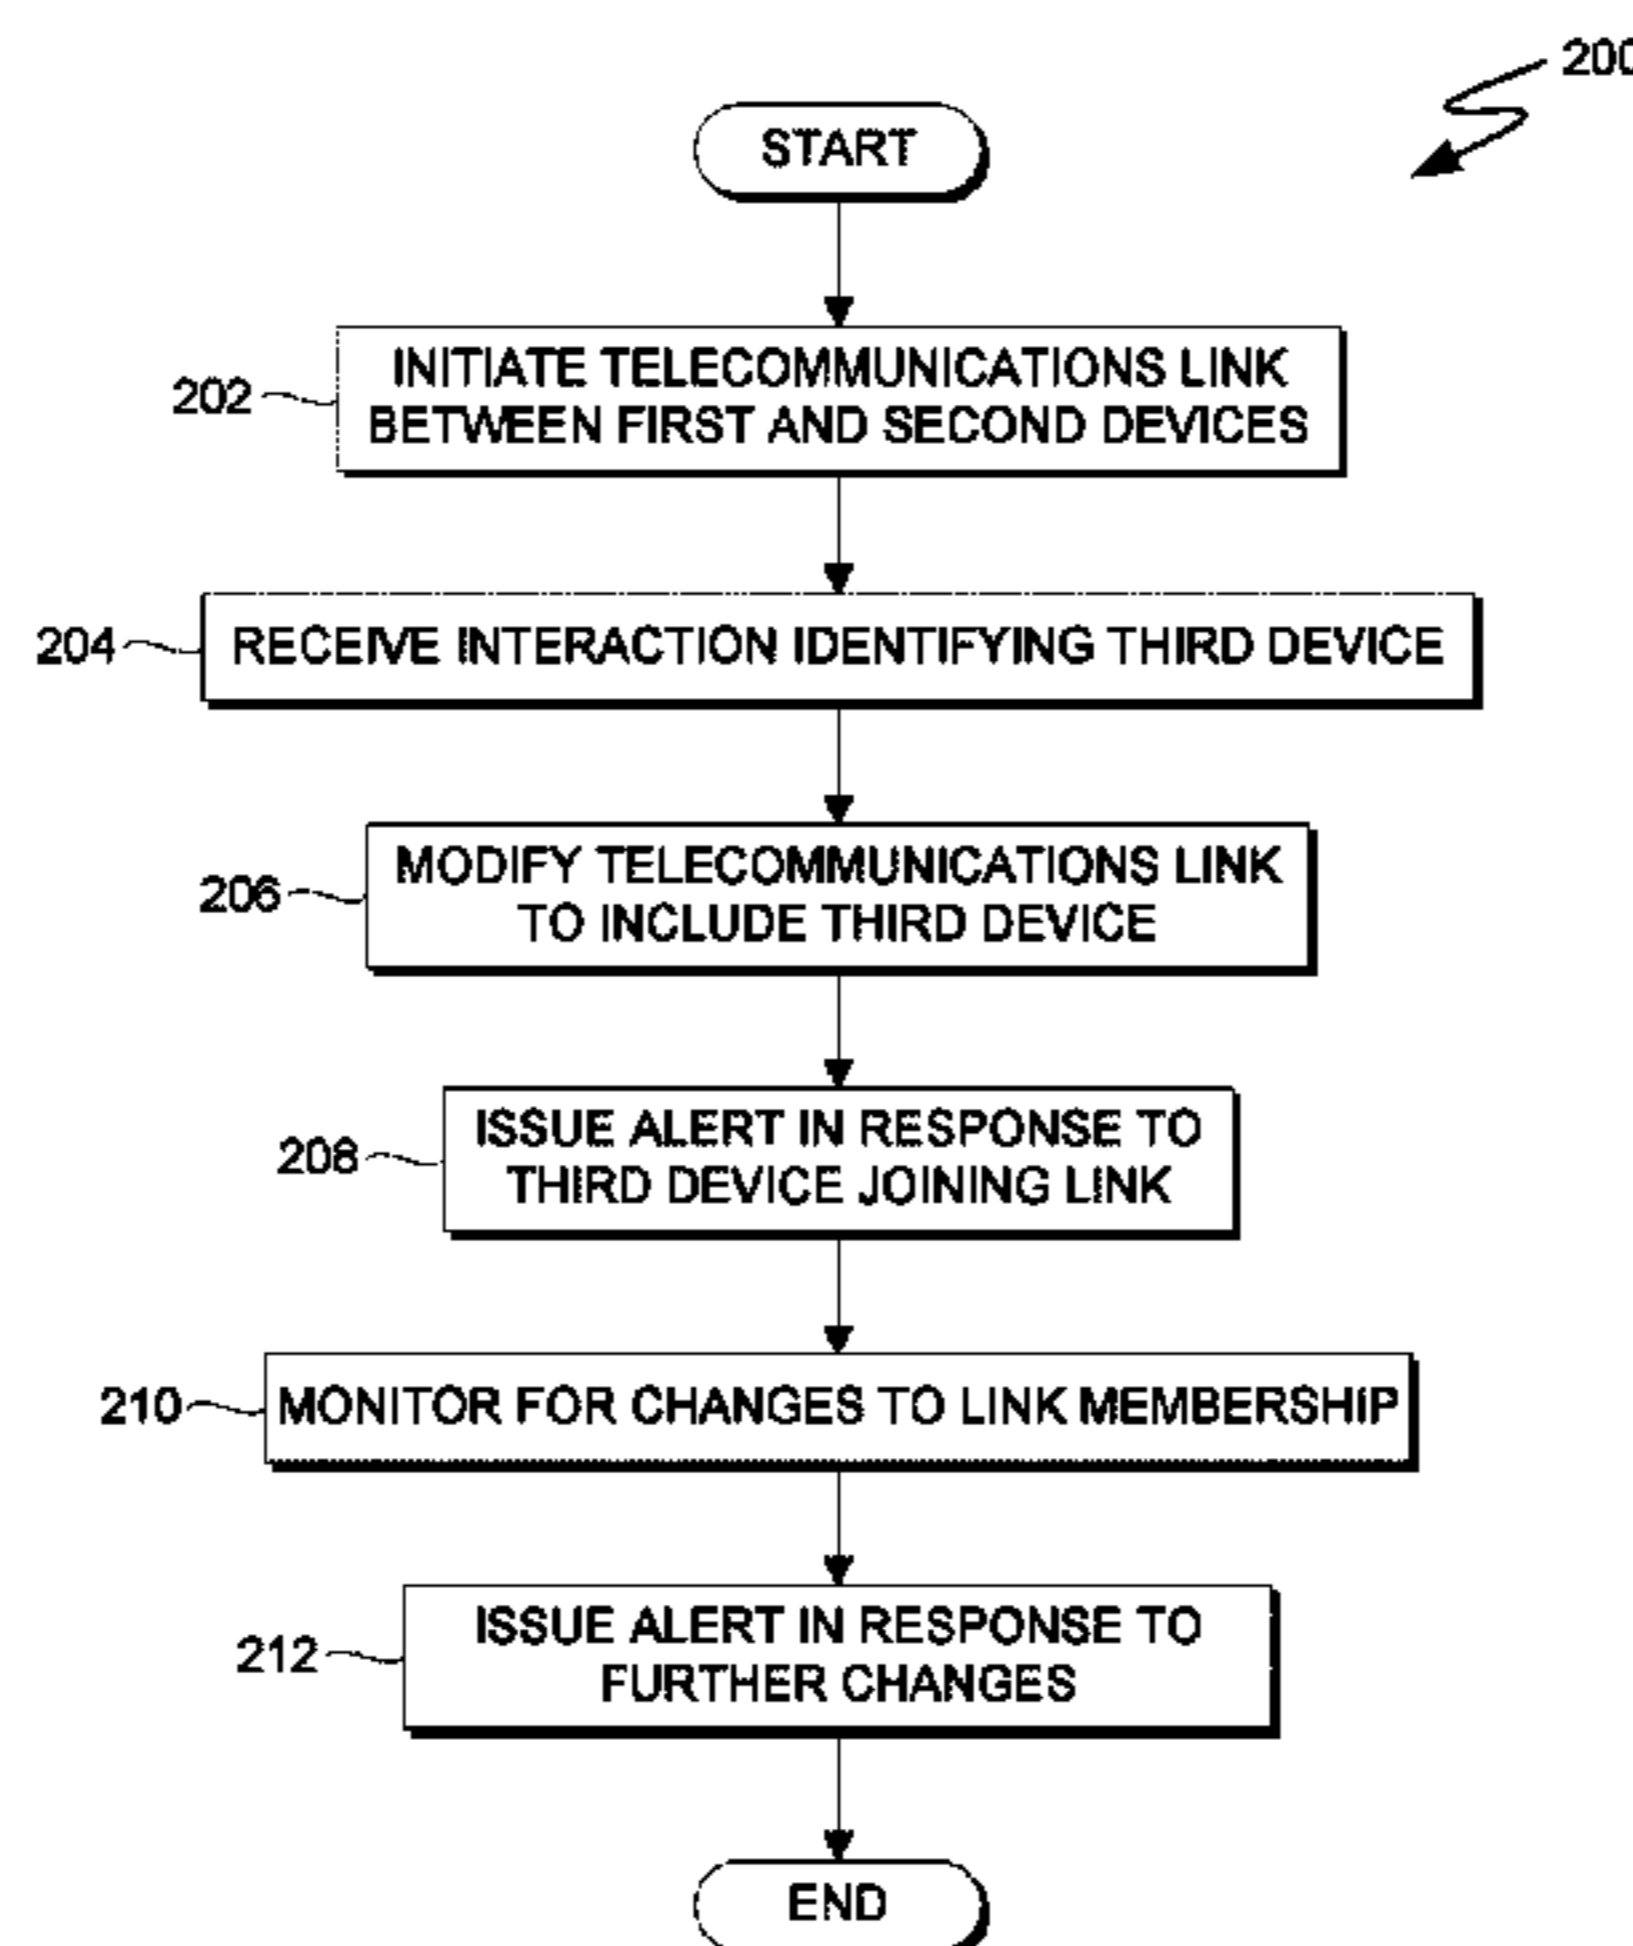 200
START
202
INITIATE TELECOMMUNICATIONS LINK
BETWEEN FIRST AND SECOND DEVICES
204
RECEIVE INTERACTION IDENTIFYING THIRD DEVICE
206
MODIFY TELECOMMUNICATIONS LINK
TO INCLUDE THIRD DEVICE
208
ISSUE ALERT IN RESPONSE TO
THIRD DEVICE JOINING LINK
210
MONITOR FOR CHANGES TO LINK MEMBERSHIP
212
ISSUE ALERT IN RESPONSE TO
FURTHER CHANGES
END